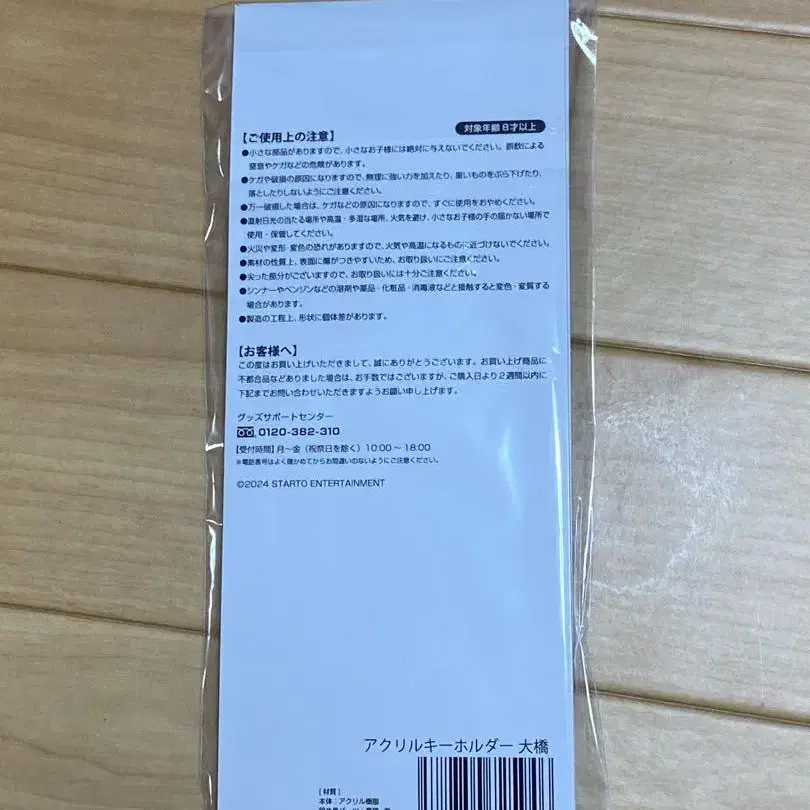 対象年齢8才以上
【ご使用上の注意】
●小さな部品がありますので、小さなお子様には絶対に与えないでください。誤飲による
窒息やケガなどの危険があります。
●ケガや破損の原因になりますので、無理に強い力を加えたり、重いものをぶら下げたり、
落としたりしないようにご注意ください。
●万一破損した場合は、ケガなどの原因になりますので、すぐに使用をおやめください。
●直射日光の当たる場所や高温・多湿な場所、火気を避け、小さなお子様の手の届かない場所で
使用・保管してください。
●火災や変形・変色の恐れがありますので、火気や高温になるものに近づけないでください。
●素材の性質上、表面に傷がつきやすいため、お取り扱いにご注意ください。
●尖った部分がございますので、お取り扱いには十分ご注意ください。
●シンナーやベンジンなどの溶剤や薬品・化粧品・消毒液などと接触すると変色・変質する
場合があります。
●製造の工程上、形状に個体差があります。
【お客様へ】
この度はお買い上げいただきまして、誠にありがとうございます。お買い上げ商品に
不都合品などありました場合は、お手数ではございますが、ご購入日より2週間以内に
下記までお問い合わせいただきますようお願い申し上げます。
グッズサポートセンター
0120-382-310
【受付時間】月~金（祝祭日を除く）10:00~18:00
※電話番号はよく確かめてからお間違いのないようにご注意ください。
©2024 STARTO ENTERTAINMENT
アクリルキーホルダー 大橋
[材質]
本体：アクリル樹脂